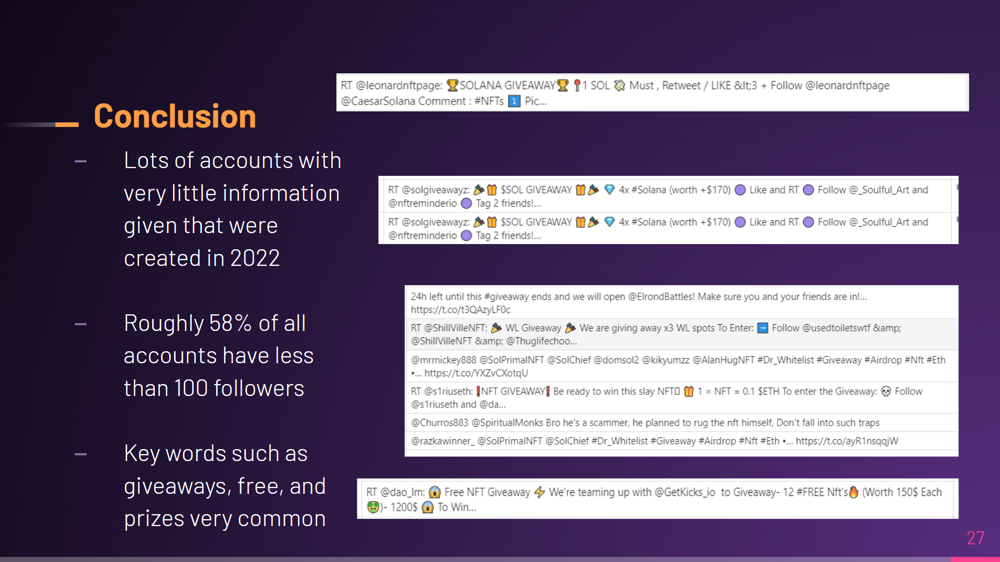 Conclusion
– Lots of accounts with
very little information
given that were
created in 2022
– Roughly 58% of all
accounts have less
than 100 followers
– Key words such as
giveaways, free, and
prizes very common
RT @leonardnftpage: 🏆SOLANA GIVEAWAY🏆 📍1 SOL 💸 Must , Retweet / LIKE &lt;3 + Follow @leonardnftpage
@CaesarSolana Comment : #NFTs ⤵️ Pic...
RT @solgiveawayz: 🎉🎁 $SOL GIVEAWAY 🎁🎉 💎 4x #Solana (worth +$170) 🟣 Like and RT 🟣 Follow @_Soulful_Art and
@nftreminderio 🟣 Tag 2 friends!...
RT @solgiveawayz: 🎉🎁 $SOL GIVEAWAY 🎁🎉 💎 4x #Solana (worth +$170) 🟣 Like and RT 🟣 Follow @_Soulful_Art and
@nftreminderio 🟣 Tag 2 friends!...
24h left until this #giveaway ends and we will open @ElrondBattles! Make sure you and your friends are in!...
https://t.co/t3QAzyLF0c
RT @ShillVilleNFT: 🎉 WL Giveaway 🎉 We are giving away x3 WL spots To Enter: ➡️ Follow @usedtoiletswtf &amp;
@ShillVilleNFT &amp; @Thuglifechoo...
@mrmickey888 @SolPrimalNFT @SolChief @domsol2 @kikyumzz @AlanHugNFT #Dr_Whitelist #Giveaway #Airdrop #Nft #Eth
•... https://t.co/YXZvCXotqU
RT @s1riuseth: ❗NFT GIVEAWAY❗ Be ready to win this slay NFT▯ 🎁 1 × NFT = 0.1 $ETH To enter the Giveaway: 💀 Follow
@s1riuseth and @da...
@Churros883 @SpiritualMonks Bro he's a scammer, he planned to rug the nft himself, Don't fall into such traps
@razkawinner_ @SolPrimalNFT @SolChief #Dr_Whitelist #Giveaway #Airdrop #Nft #Eth •... https://t.co/ayR1nsqqjW
RT @dao_lm: 😱 Free NFT Giveaway ⚡ We're teaming up with @GetKicks_io to Giveaway- 12 #FREE Nft's🔥 (Worth 150$ Each
🤑)- 1200$ 😱 To Win...
27